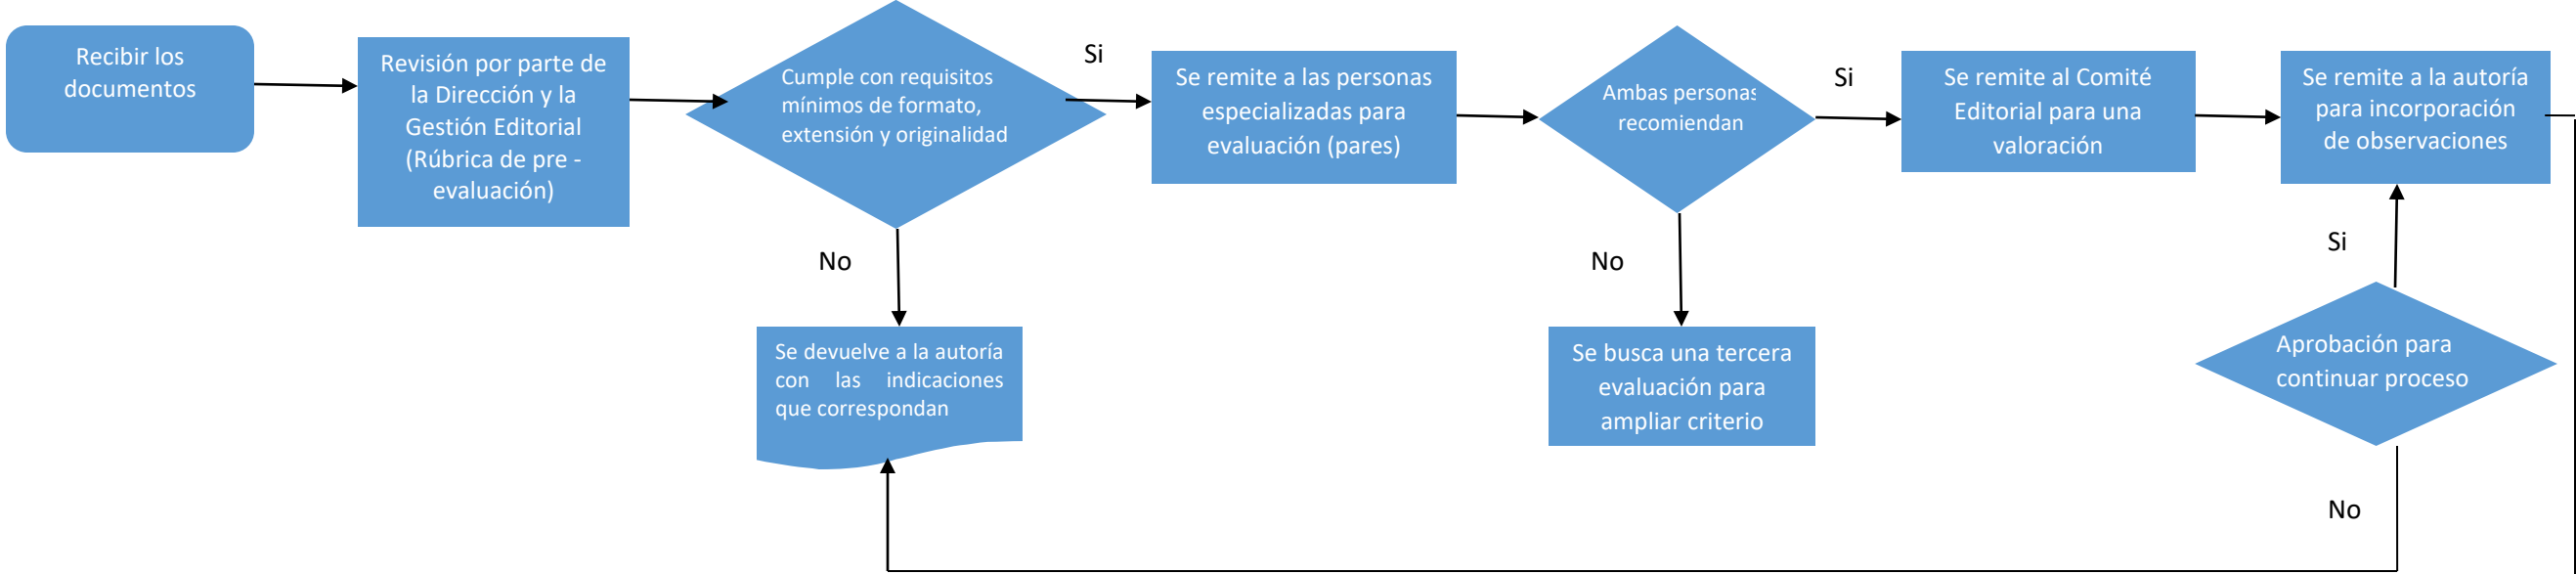 Recibir los
documentos
Revisión por parte de
la Dirección y la
Gestión Editorial
(Rúbrica de pre -
evaluación)
Cumple con requisitos
mínimos de formato,
extensión y originalidad
Si
No
Se devuelve a la autoría
con las indicaciones
que correspondan
Se remite a las personas
especializadas para
evaluación (pares)
Ambas personas
recomiendan
Si
No
Se busca una tercera
evaluación para
ampliar criterio
Se remite al Comité
Editorial para una
valoración
Se remite a la autoría
para incorporación
de observaciones
Si
Aprobación para
continuar proceso
No